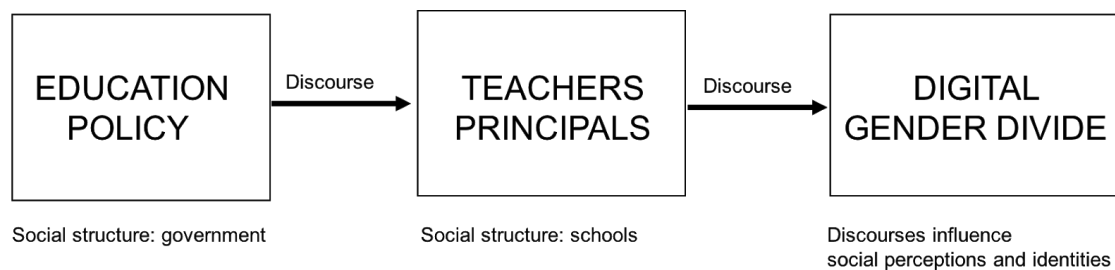 EDUCATION
POLICY
Discourse
TEACHERS
PRINCIPALS
Discourse
DIGITAL
GENDER DIVIDE
Social structure: government
Social structure: schools
Discourses influence
social perceptions and identities